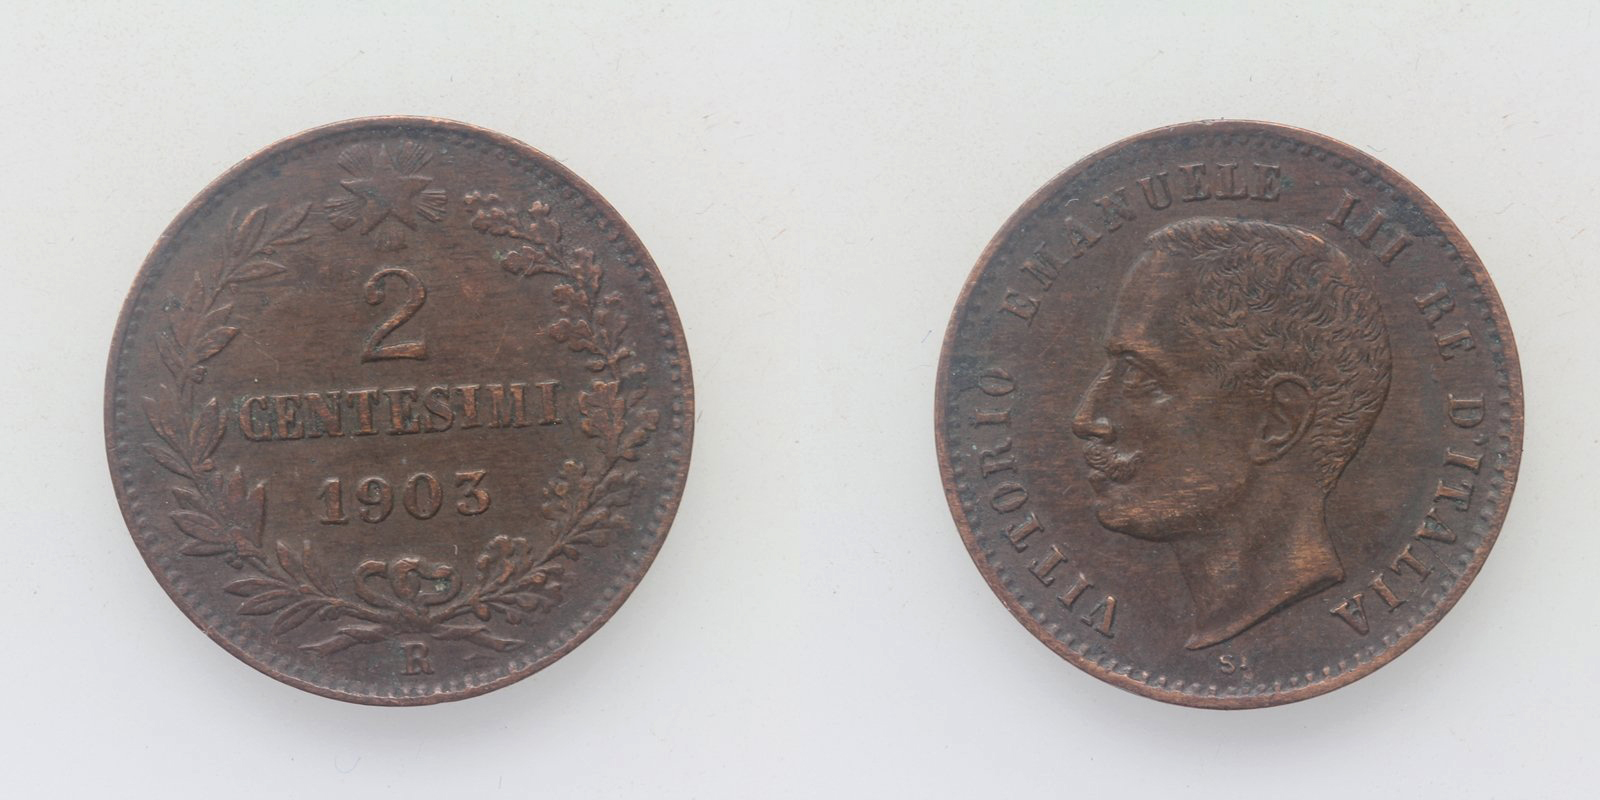 2
CENTESIMI
1903
R
VITTORIO EMANUELE III RE D'ITALIA
S.